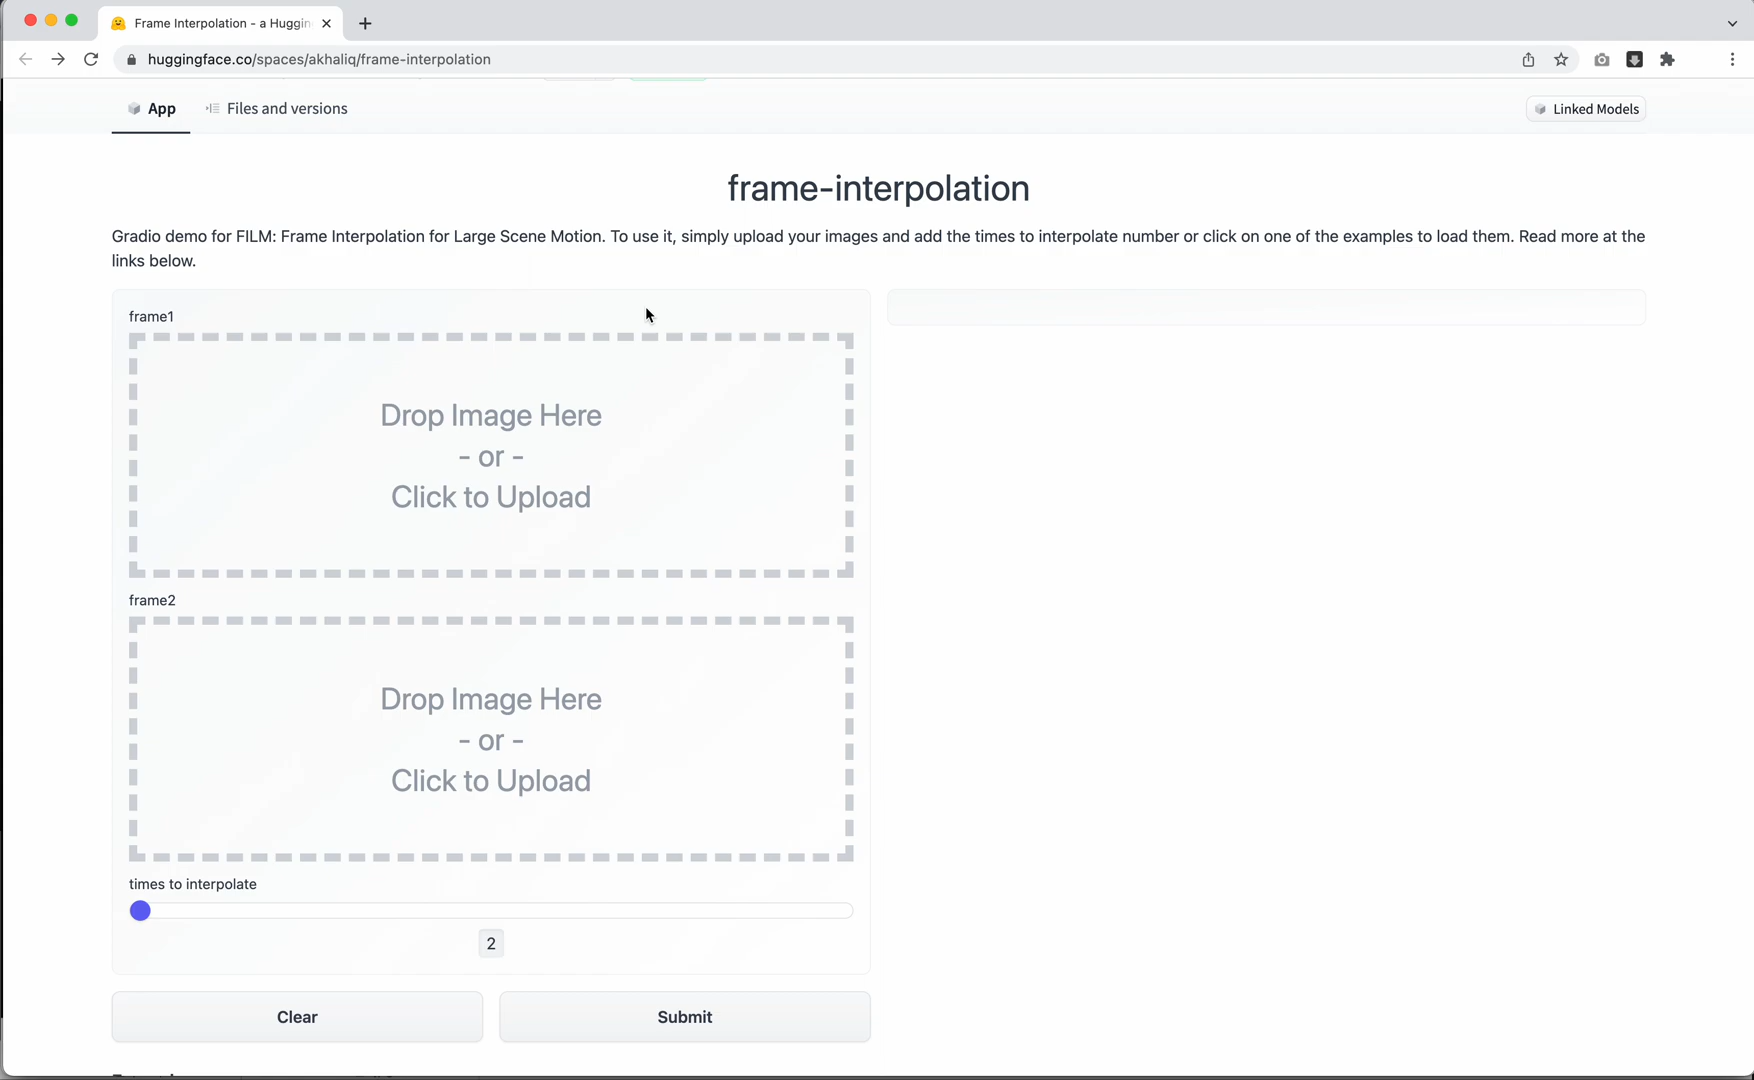 Frame Interpolation - a Huggin
huggingface.co/spaces/akhaliq/frame-interpolation
App
Files and versions
Linked Models
frame-interpolation
Gradio demo for FILM: Frame Interpolation for Large Scene Motion. To use it, simply upload your images and add the times to interpolate number or click on one of the examples to load them. Read more at the
links below.
frame1
Drop Image Here
- or -
Click to Upload
frame2
Drop Image Here
- or -
Click to Upload
times to interpolate
2
Clear
Submit